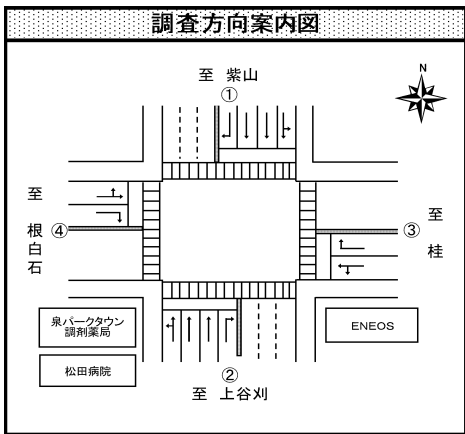 調査方向案内図
至 紫山
①
N
至 根白石
④
③
至 桂
泉パークタウン
調剤薬局
ENEOS
松田病院
②
至 上谷刈